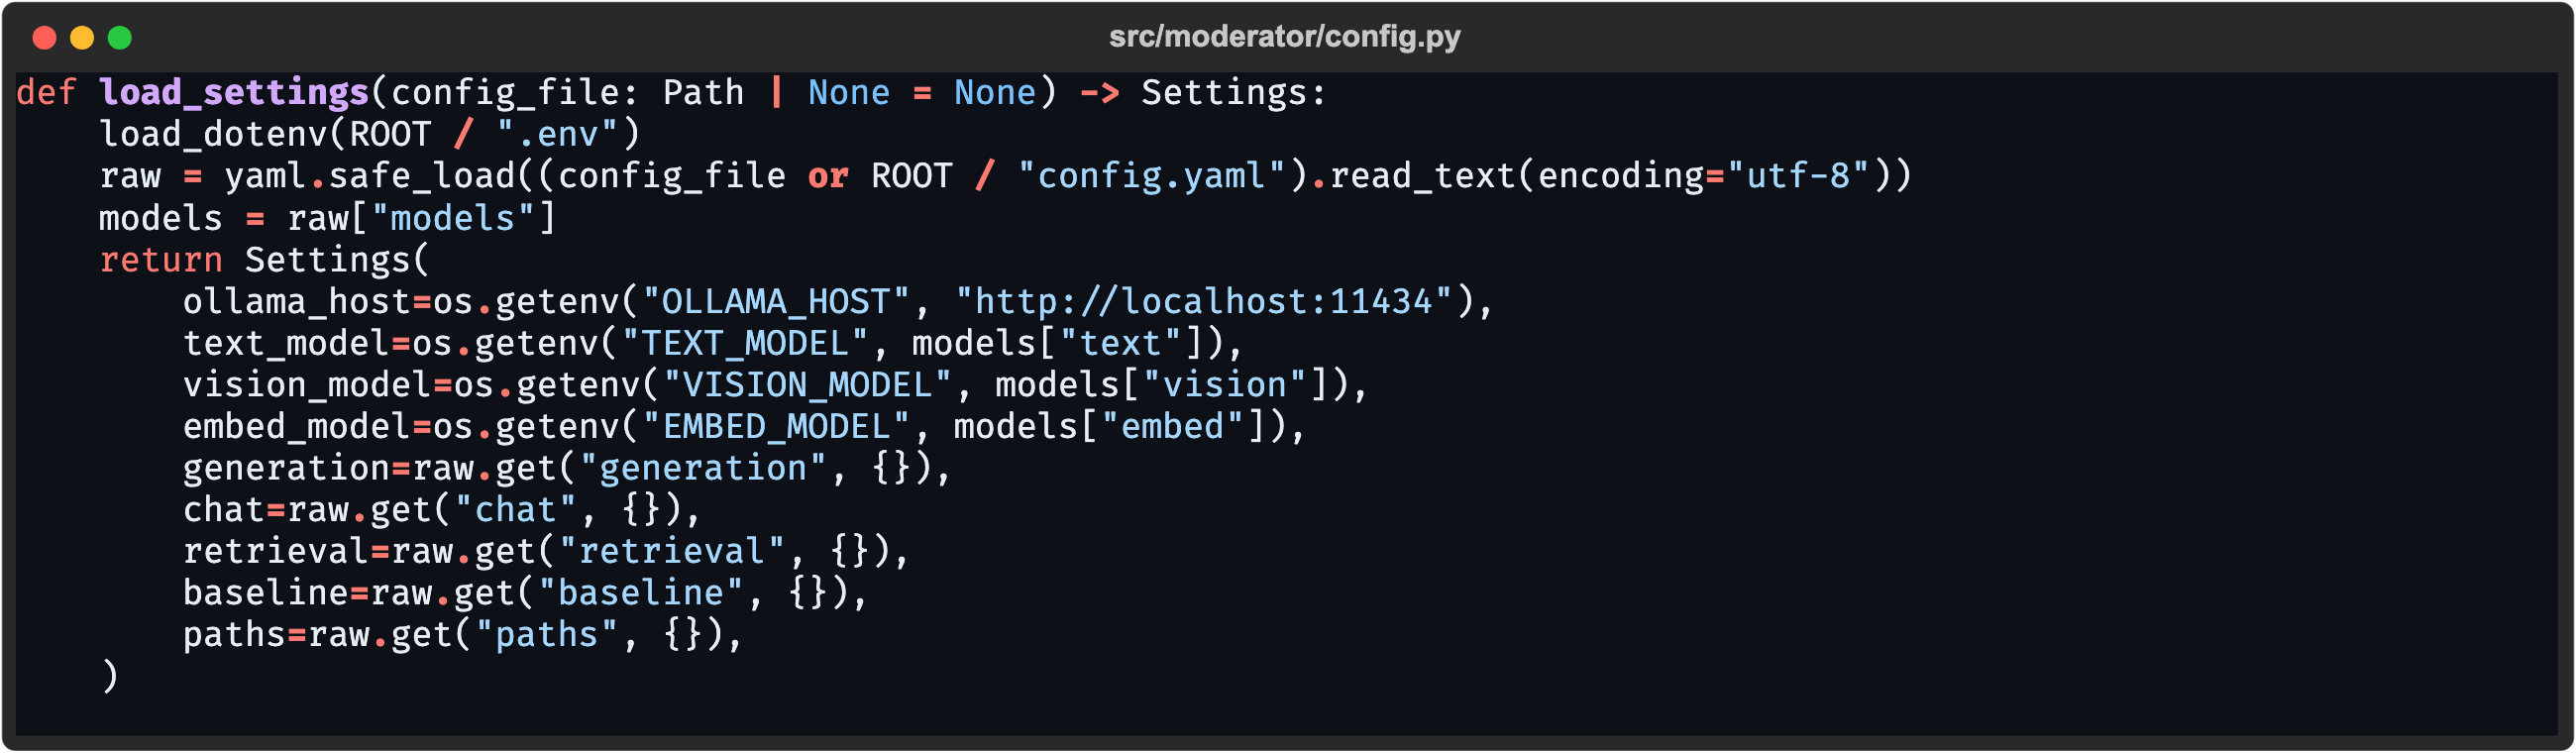 src/moderator/config.py
def load_settings(config_file: Path | None = None) -> Settings:
    load_dotenv(ROOT / ".env")
    raw = yaml.safe_load((config_file or ROOT / "config.yaml").read_text(encoding="utf-8"))
    models = raw["models"]
    return Settings(
        ollama_host=os.getenv("OLLAMA_HOST", "http://localhost:11434"),
        text_model=os.getenv("TEXT_MODEL", models["text"]),
        vision_model=os.getenv("VISION_MODEL", models["vision"]),
        embed_model=os.getenv("EMBED_MODEL", models["embed"]),
        generation=raw.get("generation", {}),
        chat=raw.get("chat", {}),
        retrieval=raw.get("retrieval", {}),
        baseline=raw.get("baseline", {}),
        paths=raw.get("paths", {}),
    )